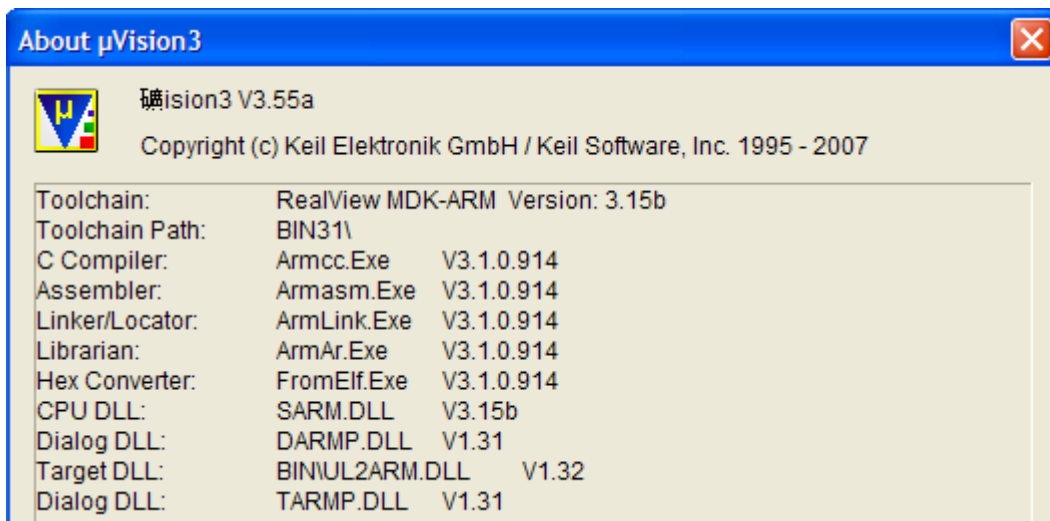 About µVision3
µ
礦ision3 V3.55a
Copyright (c) Keil Elektronik GmbH / Keil Software, Inc. 1995 - 2007
Toolchain: RealView MDK-ARM Version: 3.15b
Toolchain Path: BIN31\
C Compiler: Armcc.Exe V3.1.0.914
Assembler: Armasm.Exe V3.1.0.914
Linker/Locator: ArmLink.Exe V3.1.0.914
Librarian: ArmAr.Exe V3.1.0.914
Hex Converter: FromElf.Exe V3.1.0.914
CPU DLL: SARM.DLL V3.15b
Dialog DLL: DARMP.DLL V1.31
Target DLL: BIN\UL2ARM.DLL V1.32
Dialog DLL: TARMP.DLL V1.31